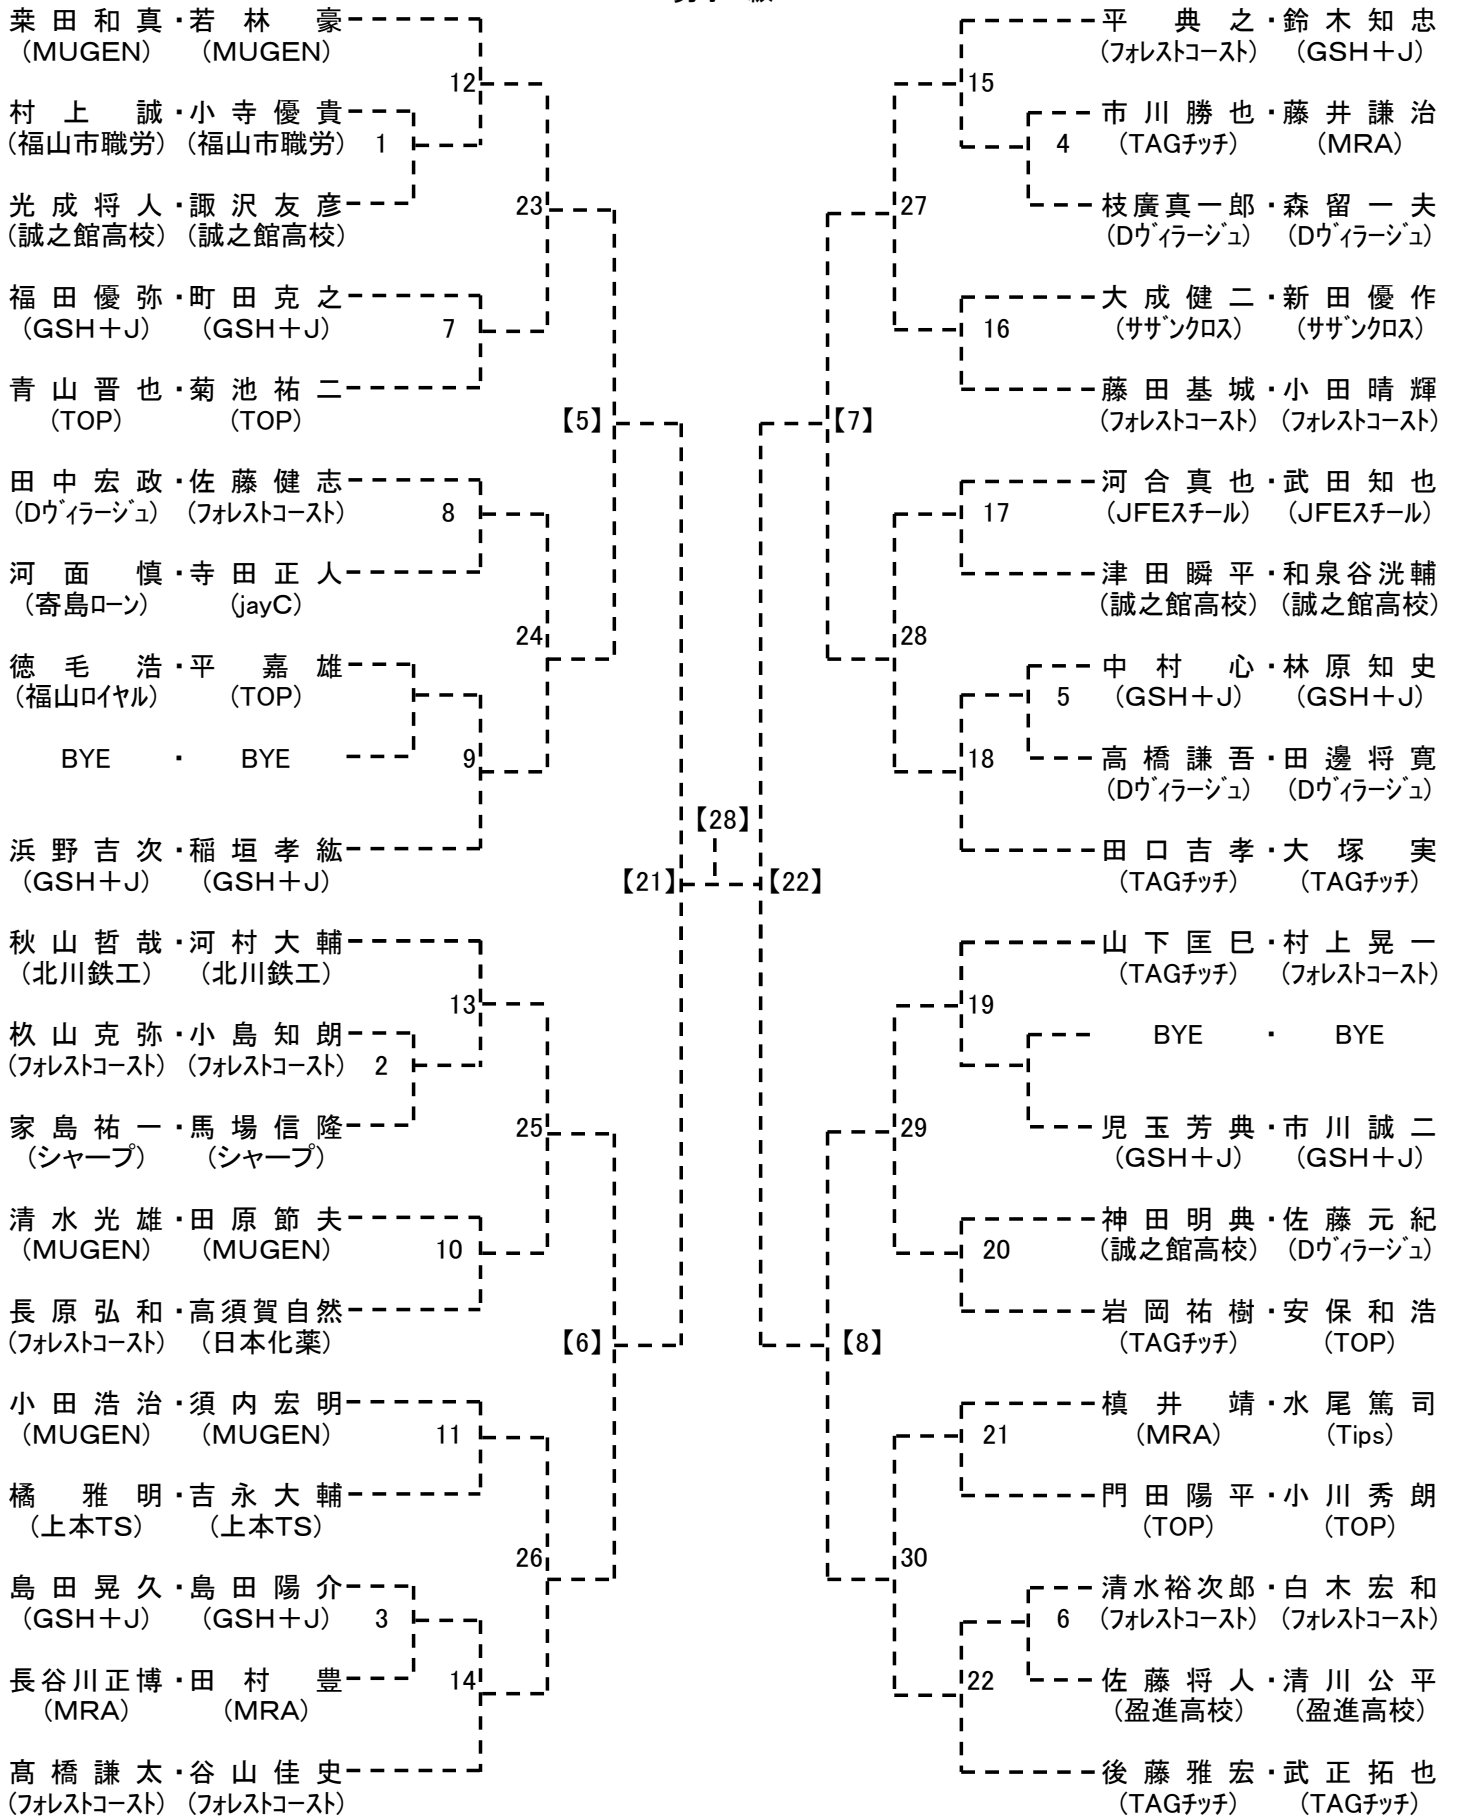 桒田和真・若林豪
(MUGEN) (MUGEN)
12
村上誠・小寺優貴
(福山市職労) (福山市職労) 1
光成将人・諏沢友彦
(誠之館高校) (誠之館高校)
23
福田優弥・町田克之
(GSH＋J) (GSH＋J) 7
青山晋也・菊池祐二
(TOP) (TOP)
【5】
田中宏政・佐藤健志
(Dヴィラージュ) (フォレストコースト) 8
河面慎・寺田正人
(寄島ローン) (jayC)
24
徳毛浩・平嘉雄
(福山ロイヤル) (TOP)
BYE ・ BYE
9
浜野吉次・稲垣孝紘
(GSH＋J) (GSH＋J)
【21】
秋山哲哉・河村大輔
(北川鉄工) (北川鉄工)
13
杁山克弥・小島知朗
(フォレストコースト) (フォレストコースト) 2
家島祐一・馬場信隆
(シャープ) (シャープ)
25
清水光雄・田原節夫
(MUGEN) (MUGEN) 10
長原弘和・高須賀自然
(フォレストコースト) (日本化薬)
【6】
小田浩治・須内宏明
(MUGEN) (MUGEN) 11
橘雅明・吉永大輔
(上本TS) (上本TS)
26
島田晃久・島田陽介
(GSH＋J) (GSH＋J) 3
長谷川正博・田村豊
(MRA) (MRA)
14
髙橋謙太・谷山佳史
(フォレストコースト) (フォレストコースト)
【28】
平典之・鈴木知忠
(フォレストコースト) (GSH＋J)
15
市川勝也・藤井謙治
4 (TAGチッチ) (MRA)
枝廣真一郎・森留一夫
(Dヴィラージュ) (Dヴィラージュ)
27
大成健二・新田優作
16 (サザンクロス) (サザンクロス)
藤田基城・小田晴輝
(フォレストコースト) (フォレストコースト)
【7】
河合真也・武田知也
17 (JFEスチール) (JFEスチール)
津田瞬平・和泉谷洸輔
(誠之館高校) (誠之館高校)
28
中村心・林原知史
5 (GSH＋J) (GSH＋J)
高橋謙吾・田邊将寛
(Dヴィラージュ) (Dヴィラージュ)
18
田口吉孝・大塚実
(TAGチッチ) (TAGチッチ)
【22】
山下匡巳・村上晃一
(TAGチッチ) (フォレストコースト)
19
BYE ・ BYE
児玉芳典・市川誠二
(GSH＋J) (GSH＋J)
29
神田明典・佐藤元紀
20 (誠之館高校) (Dヴィラージュ)
岩岡祐樹・安保和浩
(TAGチッチ) (TOP)
【8】
槙井靖・水尾篤司
21 (MRA) (Tips)
門田陽平・小川秀朗
(TOP) (TOP)
30
清水裕次郎・白木宏和
6 (フォレストコースト) (フォレストコースト)
佐藤将人・清川公平
(盈進高校) (盈進高校)
22
後藤雅宏・武正拓也
(TAGチッチ) (TAGチッチ)